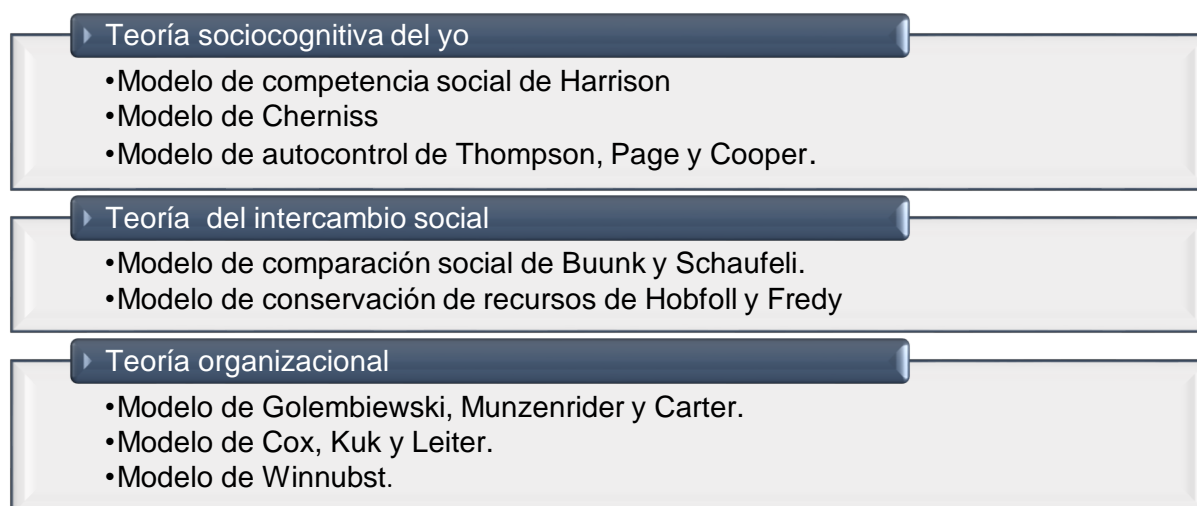 Teoría sociocognitiva del yo
•Modelo de competencia social de Harrison
•Modelo de Cherniss
•Modelo de autocontrol de Thompson, Page y Cooper.
Teoría del intercambio social
•Modelo de comparación social de Buunk y Schaufeli.
•Modelo de conservación de recursos de Hobfoll y Fredy
Teoría organizacional
•Modelo de Golembiewski, Munzenrider y Carter.
•Modelo de Cox, Kuk y Leiter.
•Modelo de Winnubst.